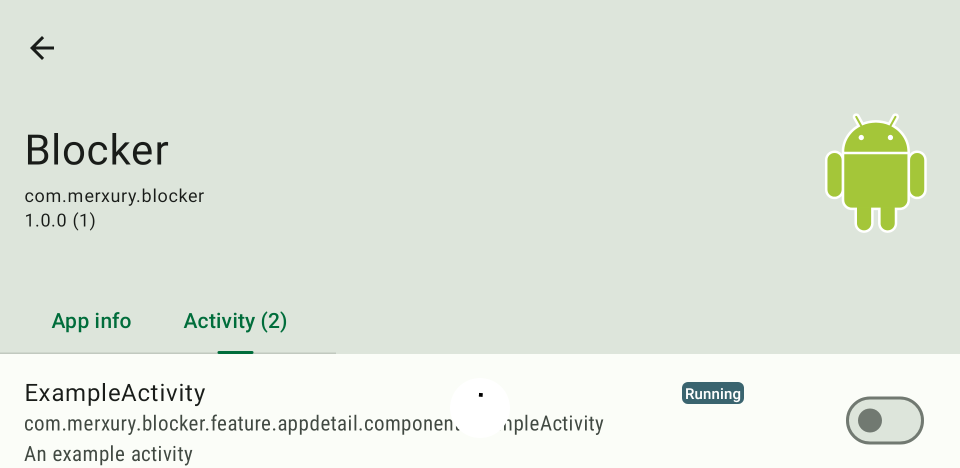 Blocker
com.merxury.blocker
1.0.0 (1)
App info
Activity (2)
ExampleActivity
Running
com.merxury.blocker.feature.appdetail.componen
An example activity